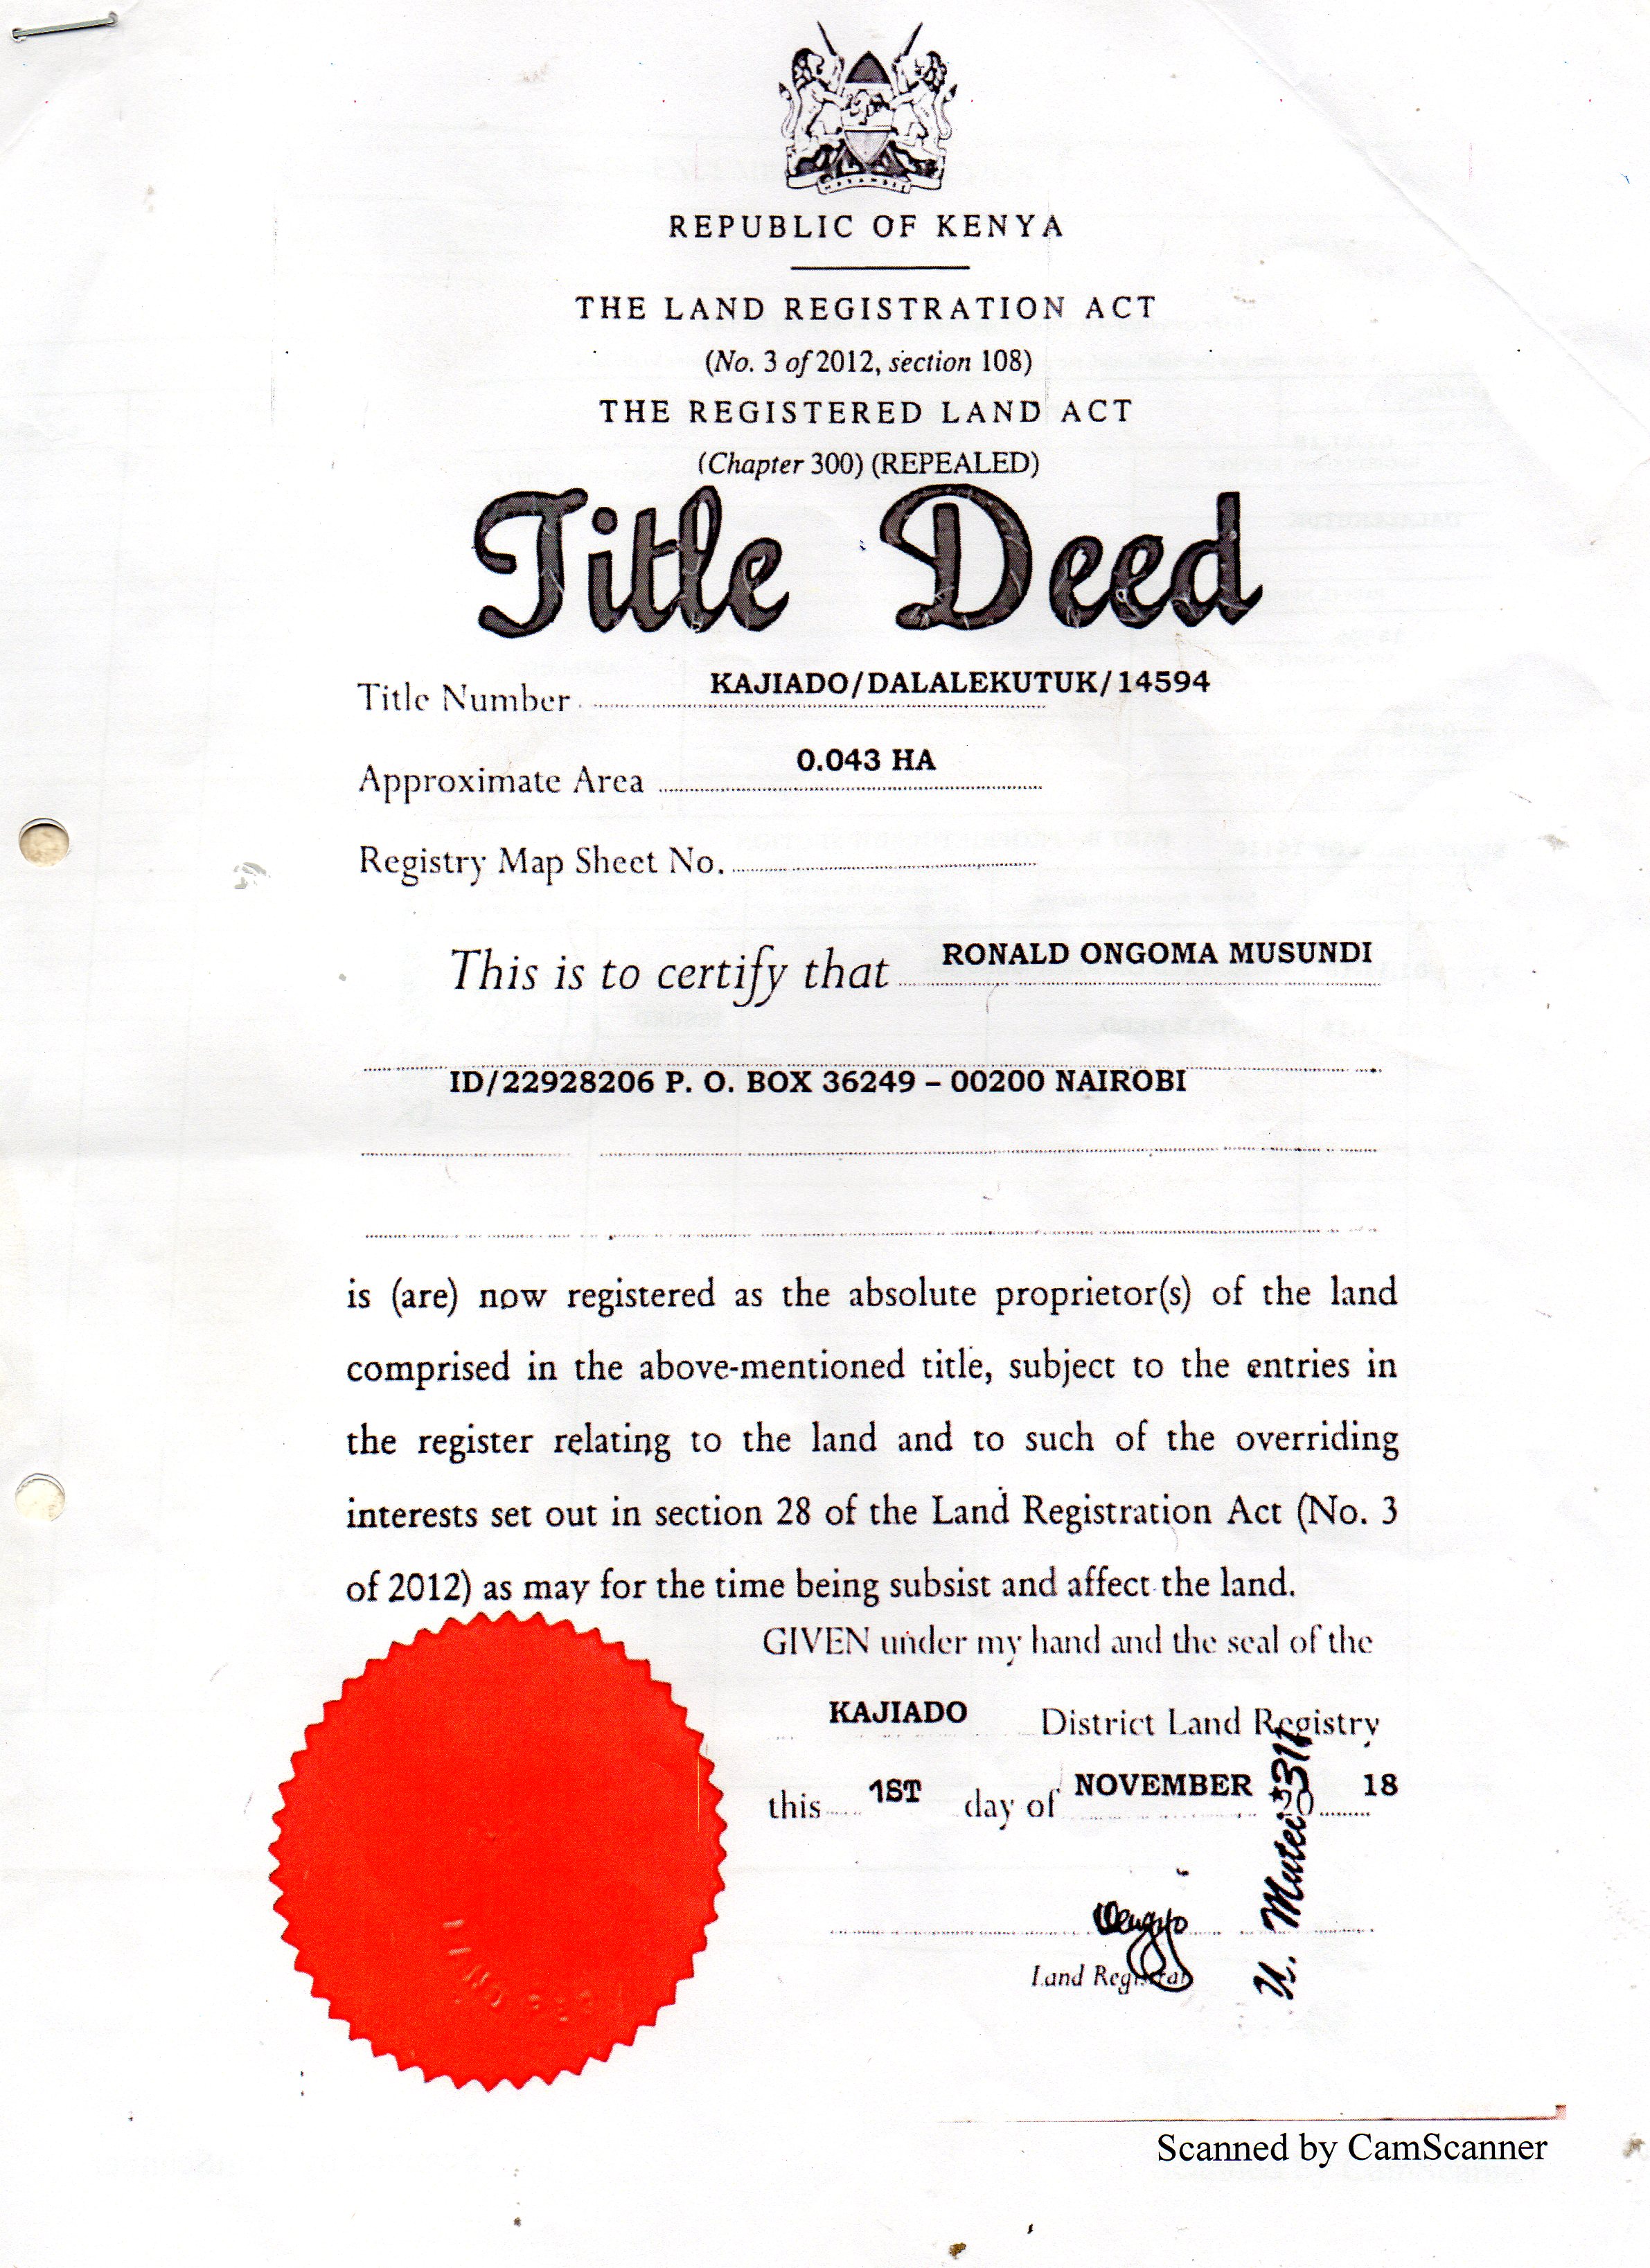 HARAMBEE
REPUBLIC OF KENYA
THE LAND REGISTRATION ACT
(No. 3 of 2012, section 108)
THE REGISTERED LAND ACT
(Chapter 300) (REPEALED)
Title Deed
Title Number KAJIADO/DALALEKUTUK/14594
Approximate Area 0.043 HA
Registry Map Sheet No.
This is to certify that RONALD ONGOMA MUSUNDI
ID/22928206 P. O. BOX 36249 – 00200 NAIROBI
is (are) now registered as the absolute proprietor(s) of the land
comprised in the above-mentioned title, subject to the entries in
the register relating to the land and to such of the overriding
interests set out in section 28 of the Land Registration Act (No. 3
of 2012) as may for the time being subsist and affect the land.
GIVEN under my hand and the seal of the
KAJIADO District Land Registry
this 1ST day of NOVEMBER 20 18
Land Registrar
Scanned by CamScanner